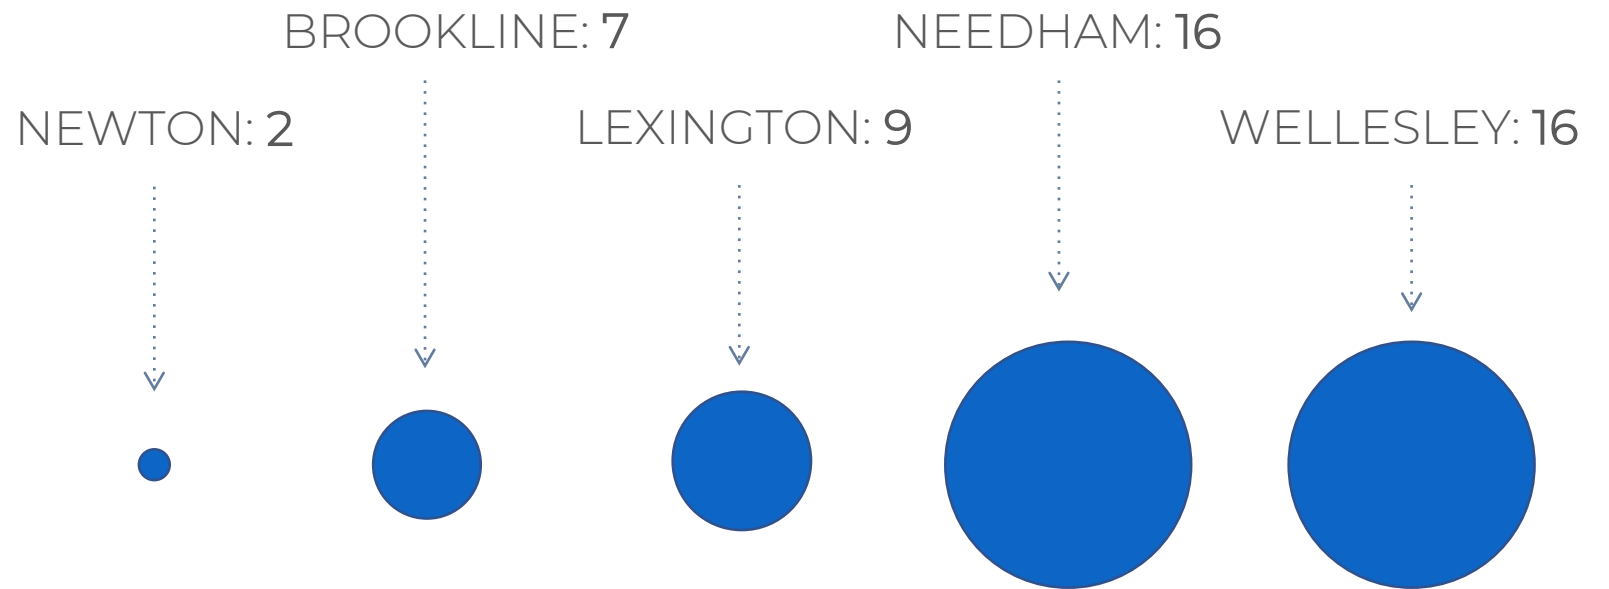 BROOKLINE: 7
NEEDHAM: 16
NEWTON: 2
LEXINGTON: 9
WELLESLEY: 16